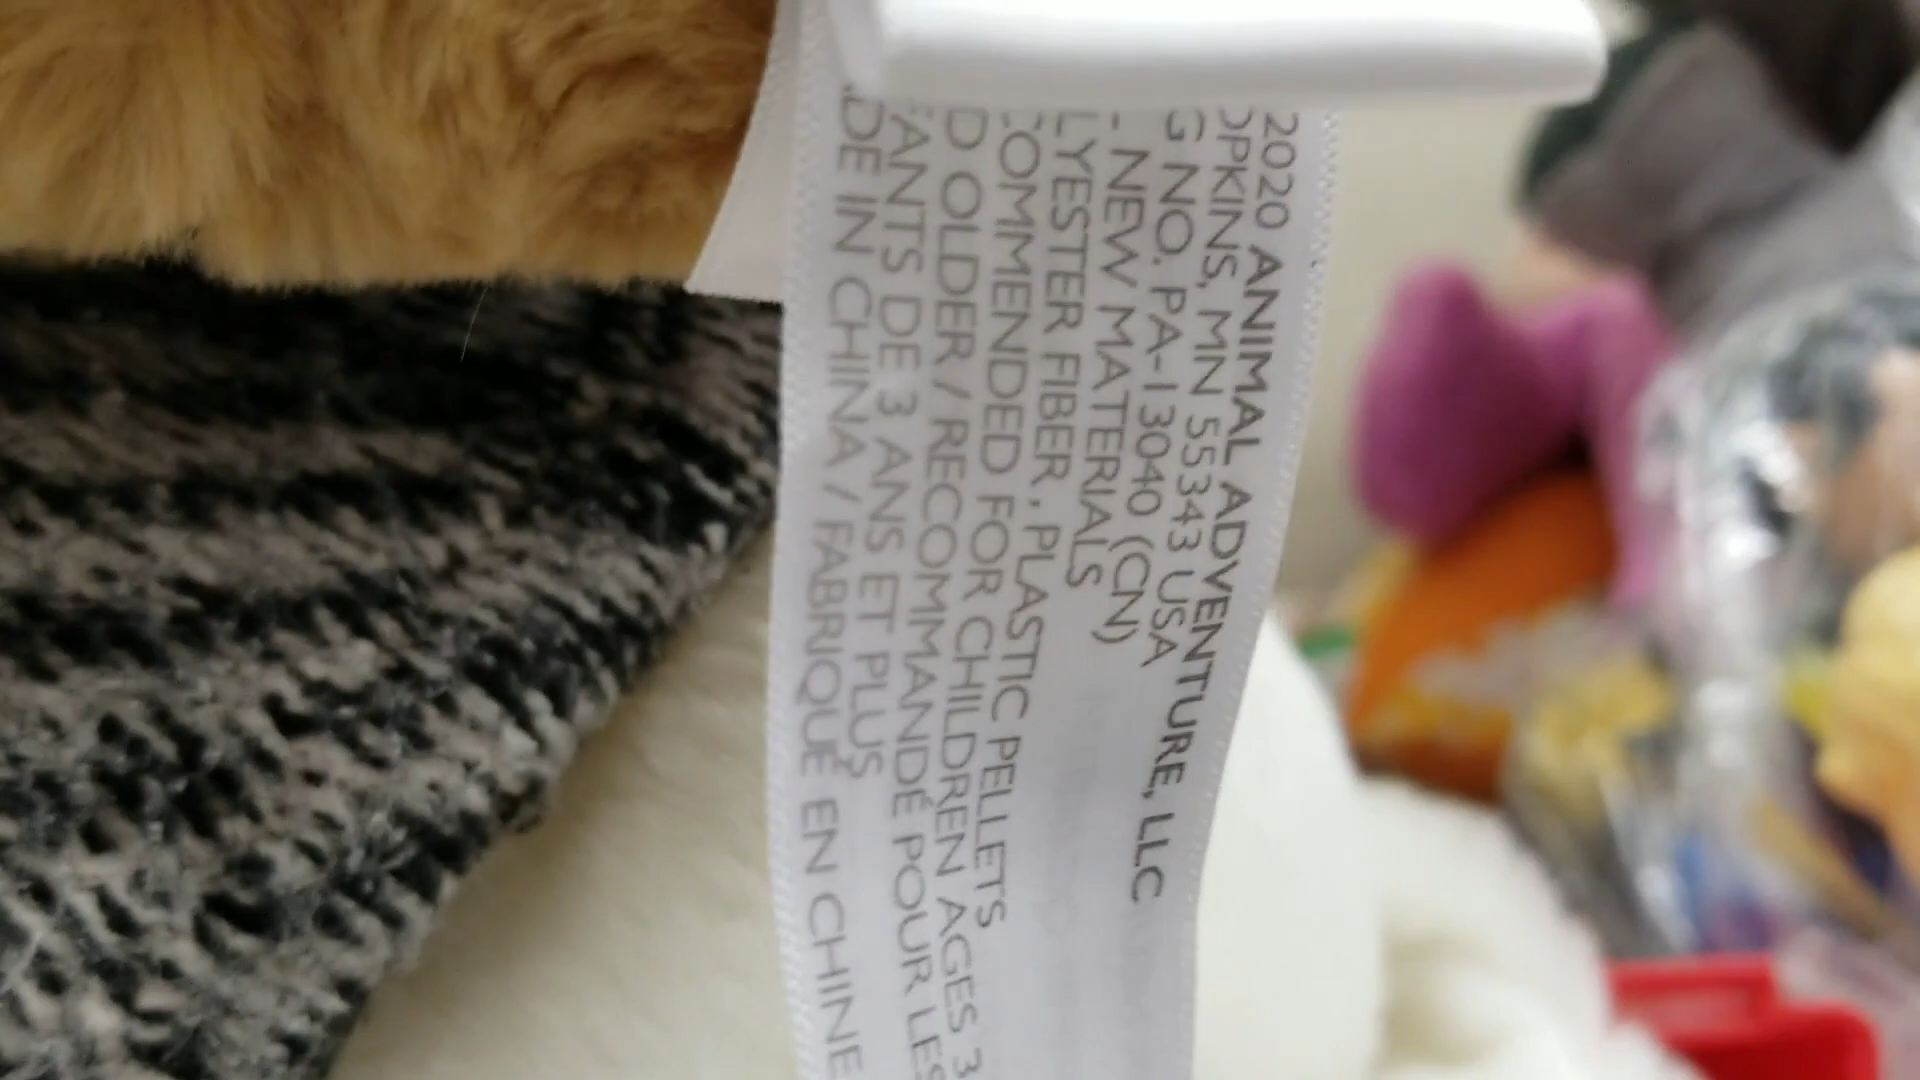 2020 ANIMAL ADVENTURE, LLC
OPKINS, MN 55343 USA
G NO. PA-13040 (CN)
NEW MATERIALS
LYESTER FIBER, PLASTIC PELLETS
COMMENDED FOR CHILDREN AGES 3
D OLDER / RECOMMANDÉ POUR LES
FANTS DE 3 ANS ET PLUS
DE IN CHINA / FABRIQUÉ EN CHINE